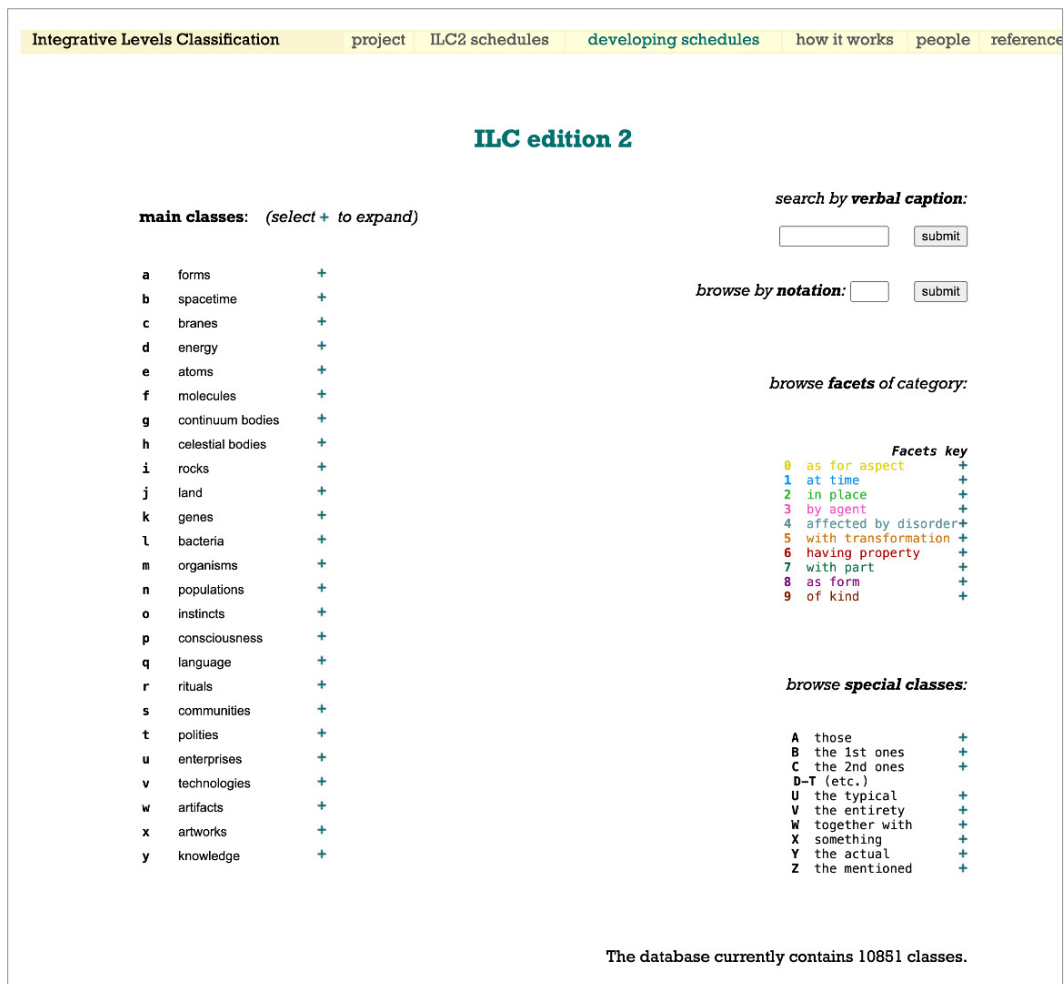 Integrative Levels Classification project ILC2 schedules developing schedules how it works people reference
ILC edition 2
main classes: (select + to expand)
a forms +
b spacetime +
c branes +
d energy +
e atoms +
f molecules +
g continuum bodies +
h celestial bodies +
i rocks +
j land +
k genes +
l bacteria +
m organisms +
n populations +
o instincts +
p consciousness +
q language +
r rituals +
s communities +
t polities +
u enterprises +
v technologies +
w artifacts +
x artworks +
y knowledge +
search by verbal caption:
submit
browse by notation: submit
browse facets of category:
Facets key
0 as for aspect +
1 at time +
2 in place +
3 by agent +
4 affected by disorder+
5 with transformation +
6 having property +
7 with part +
8 as form +
9 of kind +
browse special classes:
A those +
B the 1st ones +
C the 2nd ones +
D–T (etc.)
U the typical +
V the entirety +
W together with +
X something +
Y the actual +
Z the mentioned +
The database currently contains 10851 classes.